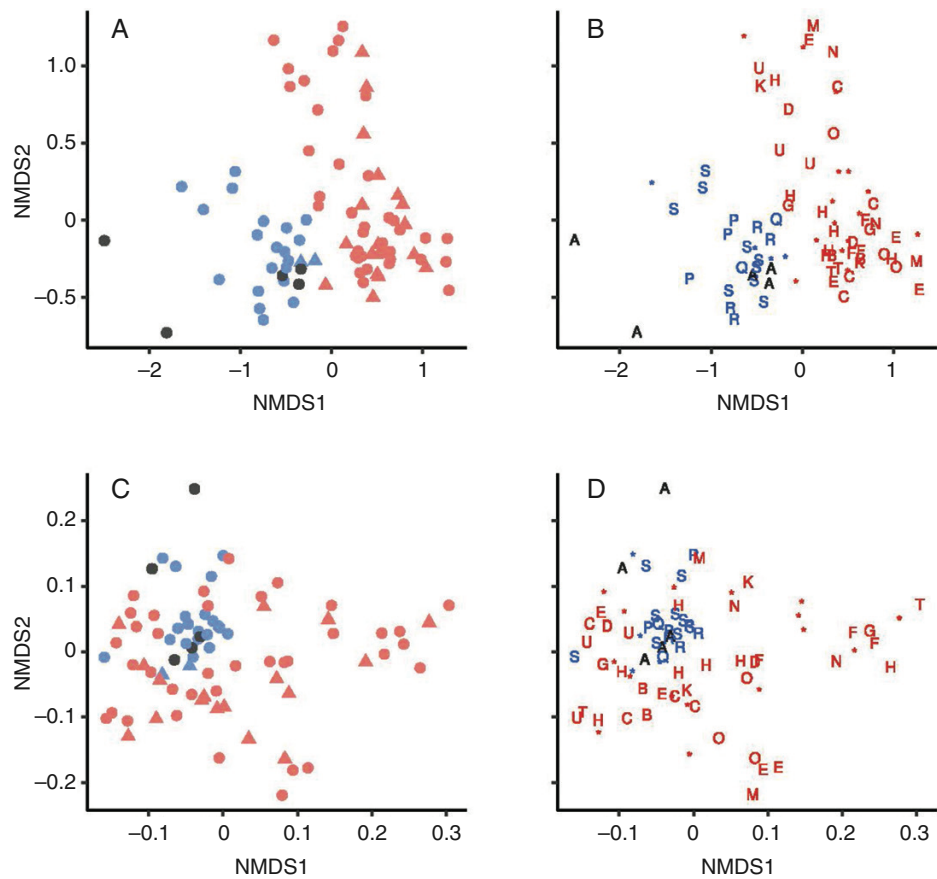 A
NMDS2
1.0
0.5
0
−0.5
−2 −1 0 1
NMDS1
B
M
E
N
U
H
K C
D
O
U
U
S
S
H
S G C
H
P Q F N
R G
P R H E
S D
H O H M
Q A O
P A A T
S E E
S C
S
R
R
A
A
−2 −1 0 1
NMDS1
C
NMDS2
0.2
0.1
0
−0.1
−0.2
−0.1 0 0.1 0.2 0.3
NMDS1
D
A
P M
S
A
S
K
H N T
E
C D U F G
F
U
S G H A H H D F N H
K
B E O
C
U T H C B
O
O
E E
M
−0.1 0 0.1 0.2 0.3
NMDS1